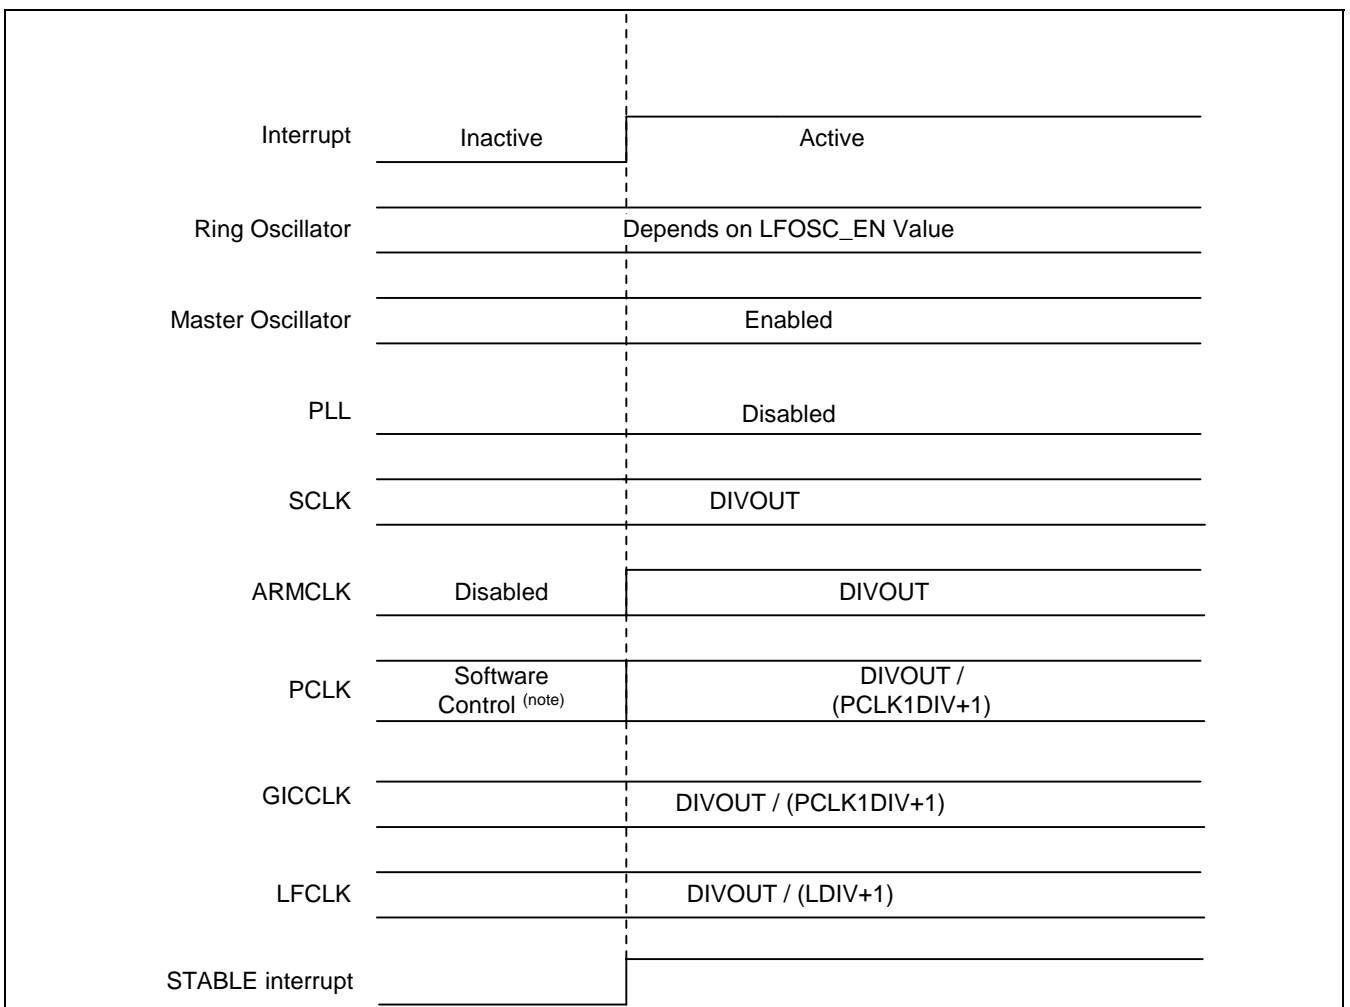 Interrupt Inactive Active
Ring Oscillator Depends on LFOSC_EN Value
Master Oscillator Enabled
PLL Disabled
SCLK DIVOUT
ARMCLK Disabled DIVOUT
PCLK
Software
Control (note)
DIVOUT /
(PCLK1DIV+1)
GICCLK DIVOUT / (PCLK1DIV+1)
LFCLK DIVOUT / (LDIV+1)
STABLE interrupt